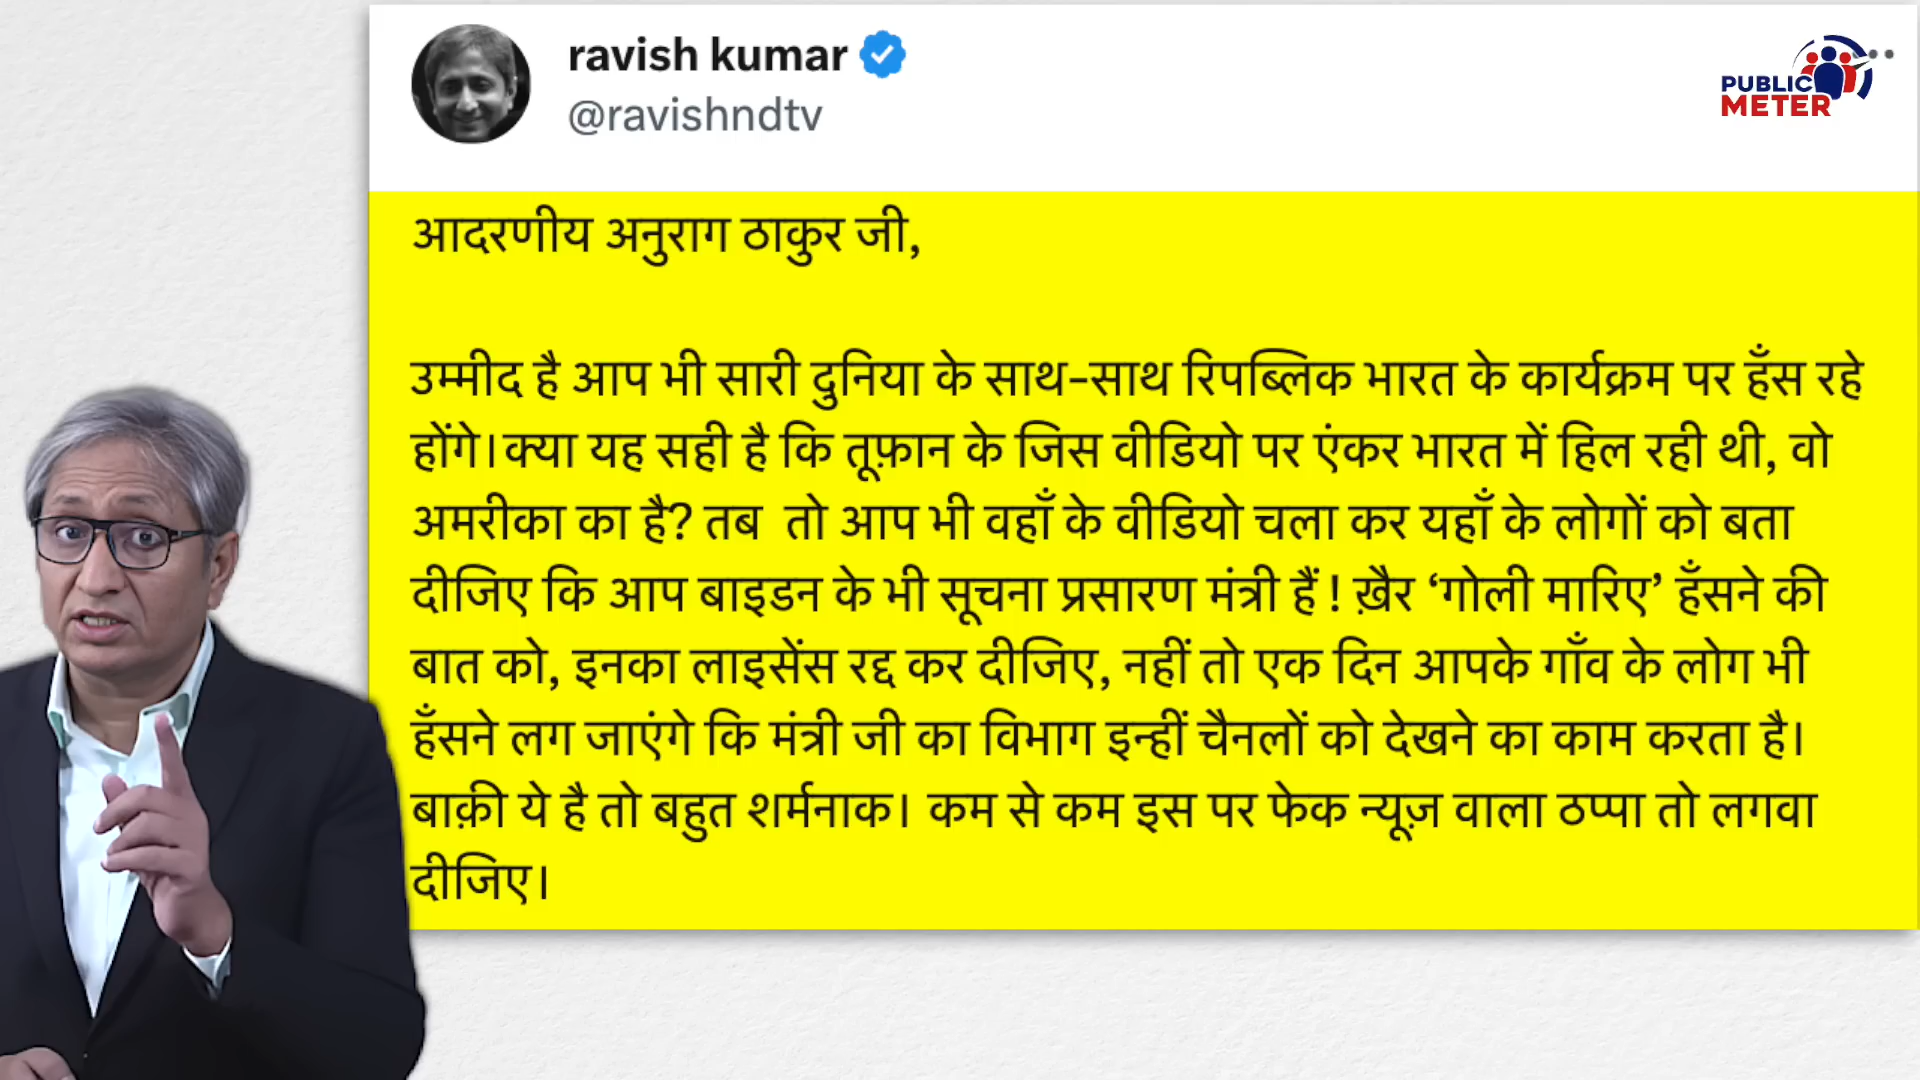 ravish kumar
@ravishndtv
PUBLIC
METER
आदरणीय अनुराग ठाकुर जी,
उम्मीद है आप भी सारी दुनिया के साथ-साथ रिपब्लिक भारत के कार्यक्रम पर हँस रहे
होंगे। क्या यह सही है कि तूफ़ान के जिस वीडियो पर एंकर भारत में हिल रही थी, वो
अमरीका का है? तब तो आप भी वहाँ के वीडियो चला कर यहाँ के लोगों को बता
दीजिए कि आप बाइडन के भी सूचना प्रसारण मंत्री हैं ! ख़ैर ‘गोली मारिए’ हँसने की
बात को, इनका लाइसेंस रद्द कर दीजिए, नहीं तो एक दिन आपके गाँव के लोग भी
हँसने लग जाएंगे कि मंत्री जी का विभाग इन्हीं चैनलों को देखने का काम करता है।
बाक़ी ये है तो बहुत शर्मनाक। कम से कम इस पर फेक न्यूज़ वाला ठप्पा तो लगवा
दीजिए।